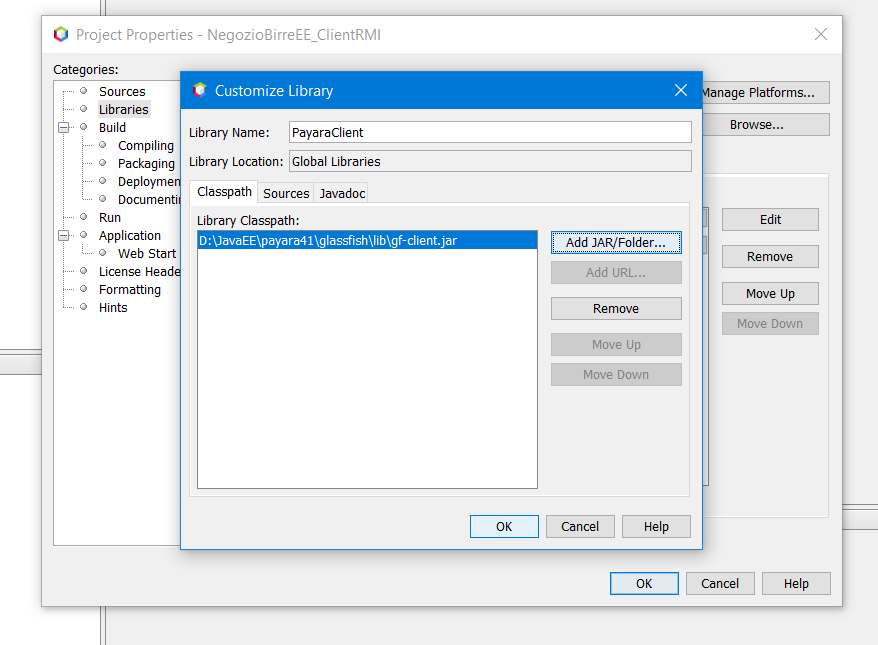 Project Properties - NegozioBirreEE_ClientRMI
Categories:
Sources
Libraries
Build
Compiling
Packaging
Deploymen
Documentin
Run
Application
Web Start
License Heade
Formatting
Hints
Manage Platforms...
Browse...
Edit
Remove
Move Up
Move Down
Customize Library
Library Name:
PayaraClient
Library Location:
Global Libraries
Classpath
Sources
Javadoc
Library Classpath:
D:\JavaEE\payara41\glassfish\lib\gf-client.jar
Add JAR/Folder...
Add URL...
Remove
Move Up
Move Down
OK
Cancel
Help
OK
Cancel
Help